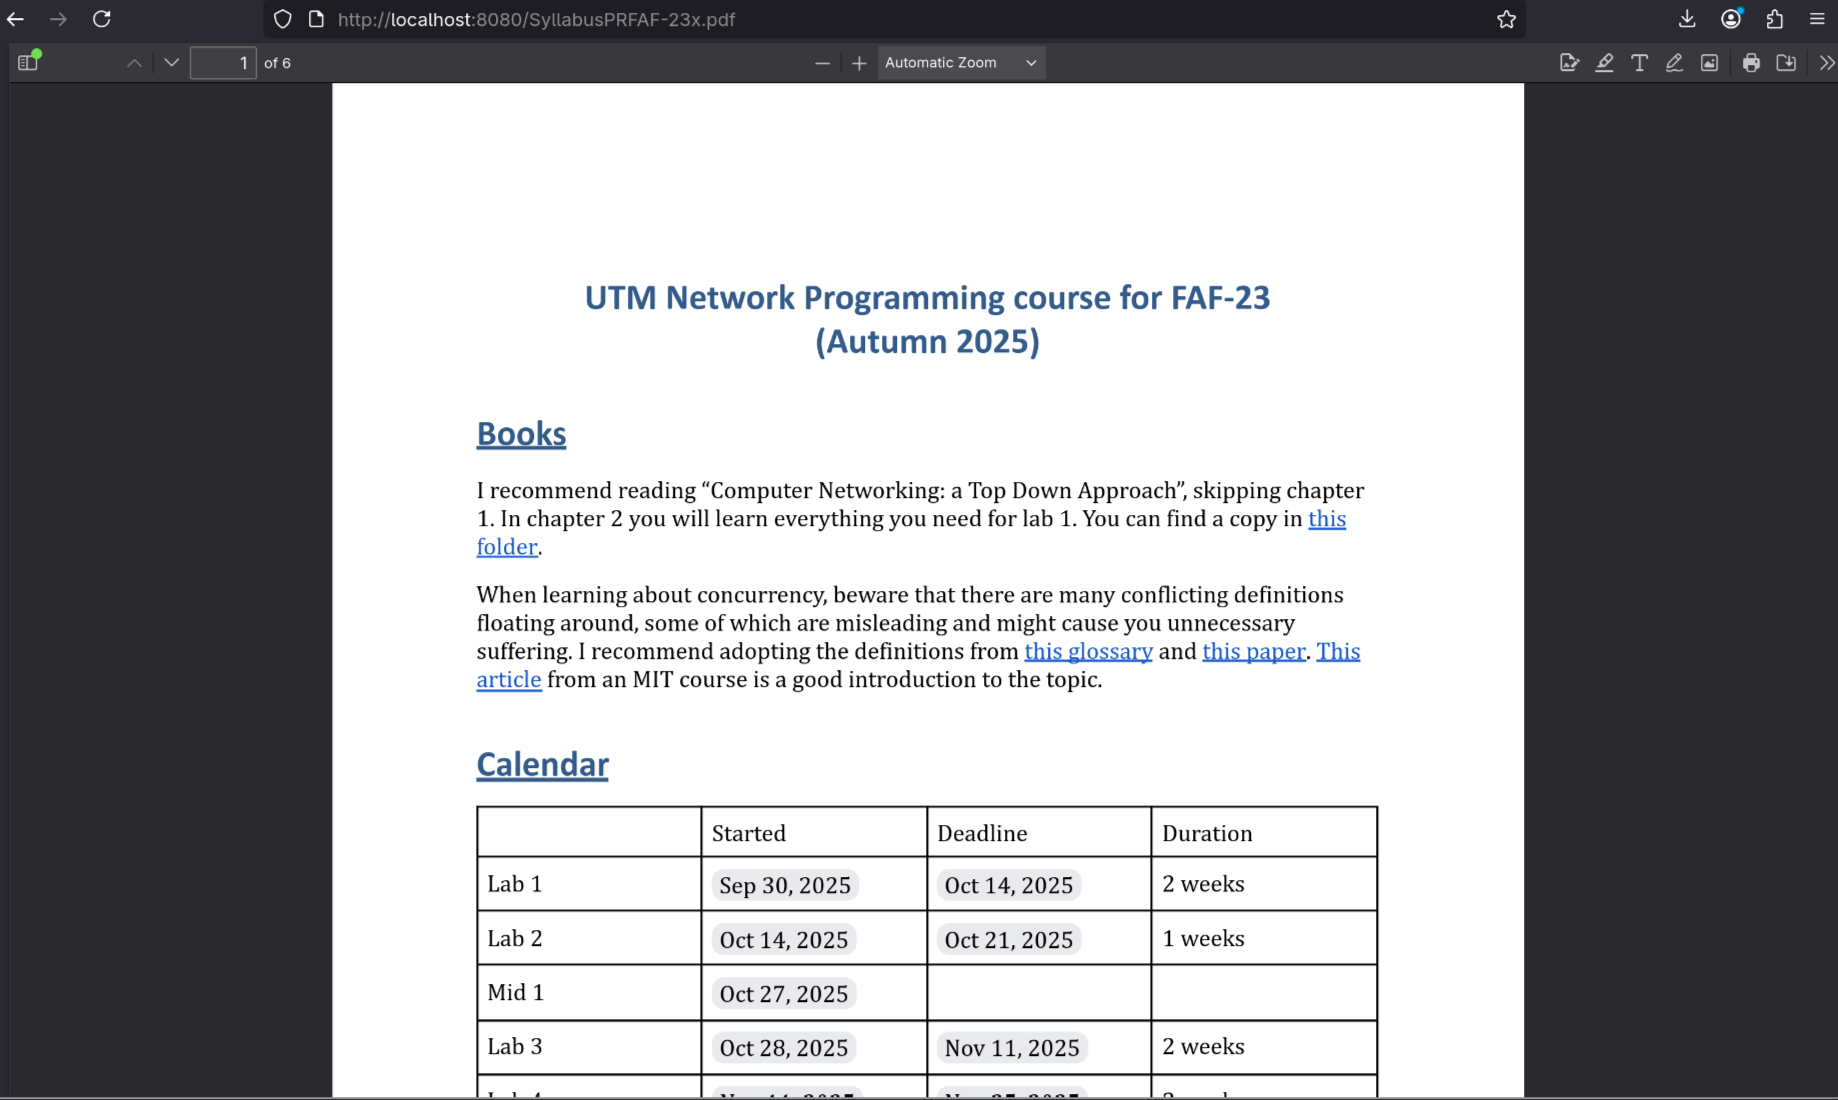 http://localhost:8080/SyllabusPRFAF-23x.pdf
1 of 6
Automatic Zoom
UTM Network Programming course for FAF-23
(Autumn 2025)
Books
I recommend reading “Computer Networking: a Top Down Approach”, skipping chapter
1. In chapter 2 you will learn everything you need for lab 1. You can find a copy in this
folder.
When learning about concurrency, beware that there are many conflicting definitions
floating around, some of which are misleading and might cause you unnecessary
suffering. I recommend adopting the definitions from this glossary and this paper. This
article from an MIT course is a good introduction to the topic.
Calendar
Started Deadline Duration
Lab 1 Sep 30, 2025 Oct 14, 2025 2 weeks
Lab 2 Oct 14, 2025 Oct 21, 2025 1 weeks
Mid 1 Oct 27, 2025
Lab 3 Oct 28, 2025 Nov 11, 2025 2 weeks